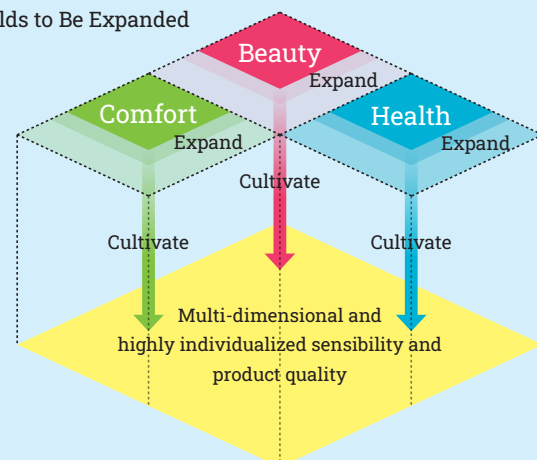 lds to Be Expanded
Beauty
Expand
Comfort
Health
Expand
Expand
Cultivate
Cultivate
Cultivate
Multi-dimensional and
highly individualized sensibility and
product quality